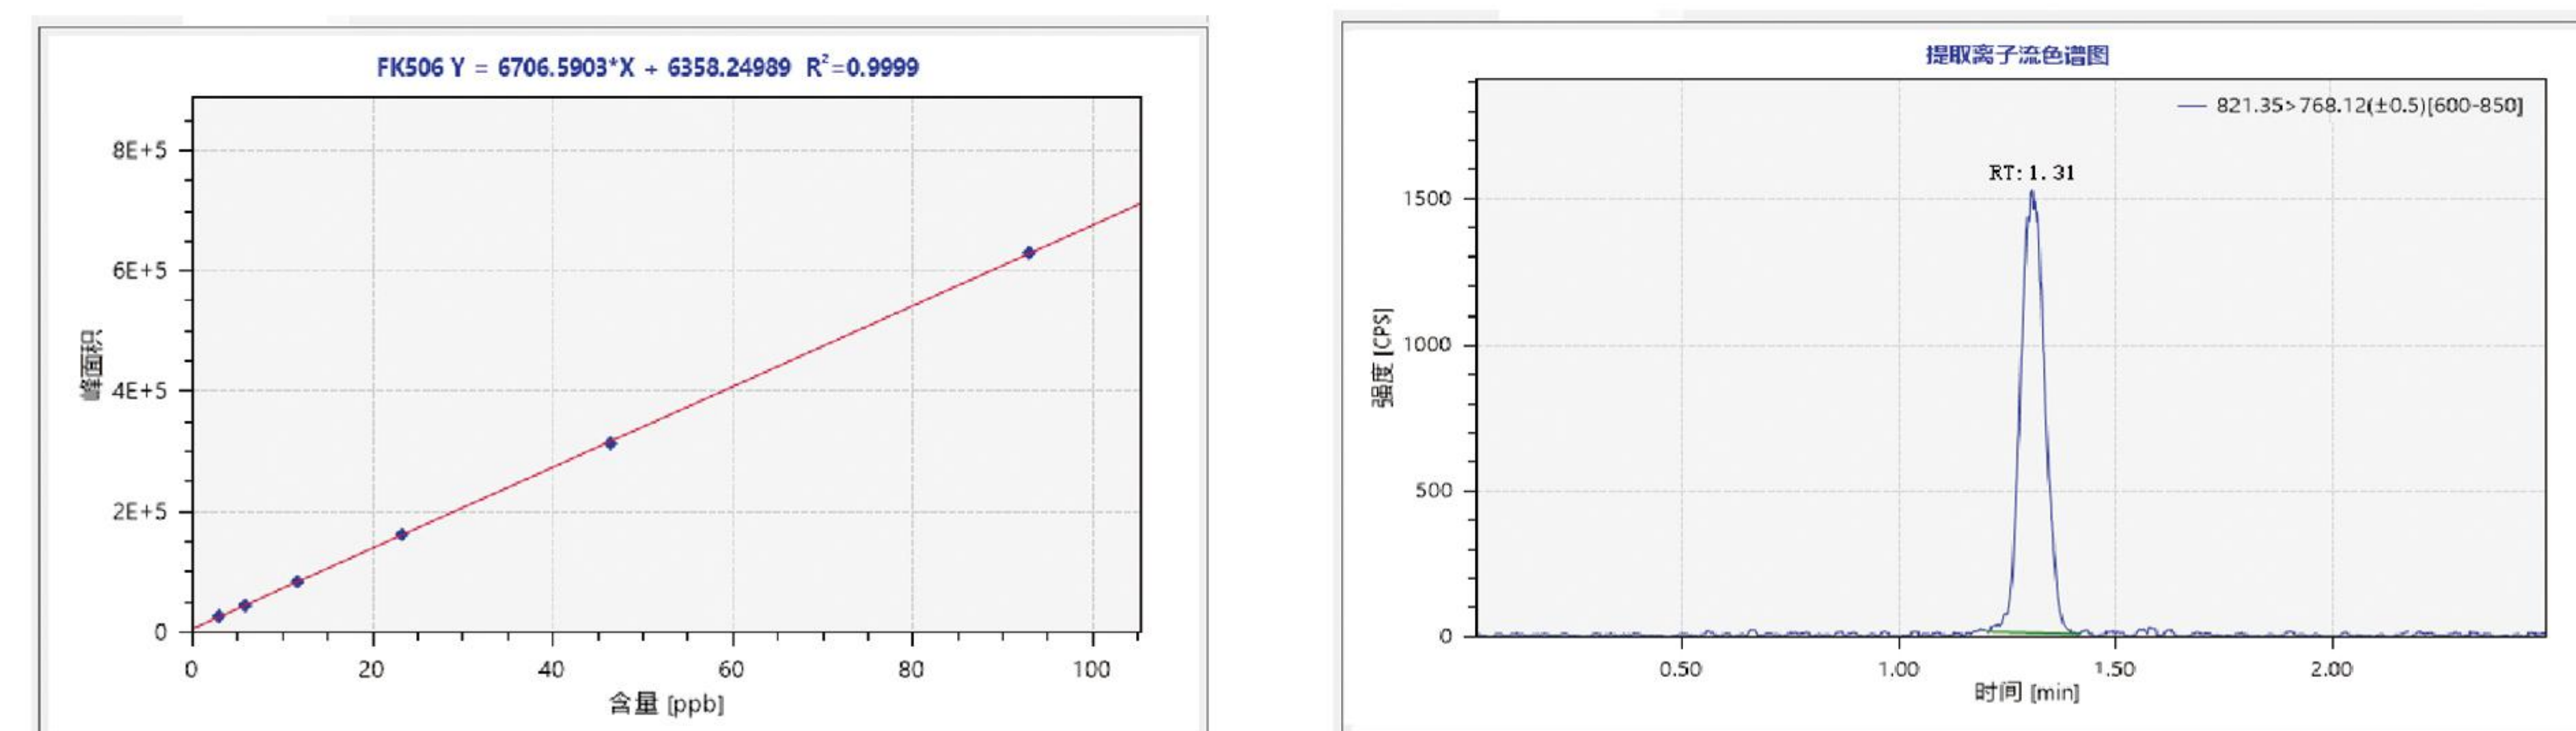 FK506 Y = 6706.5903*X + 6358.24989 R²=0.9999
8E+5
6E+5
4E+5
2E+5
0
峰面积
0 20 40 60 80 100
含量 [ppb]
提取离子流色谱图
821.35>768.12(±0.5)[600-850]
RT:1.31
1500
1000
500
0
强度 [CPS]
0.50 1.00 1.50 2.00
时间 [min]